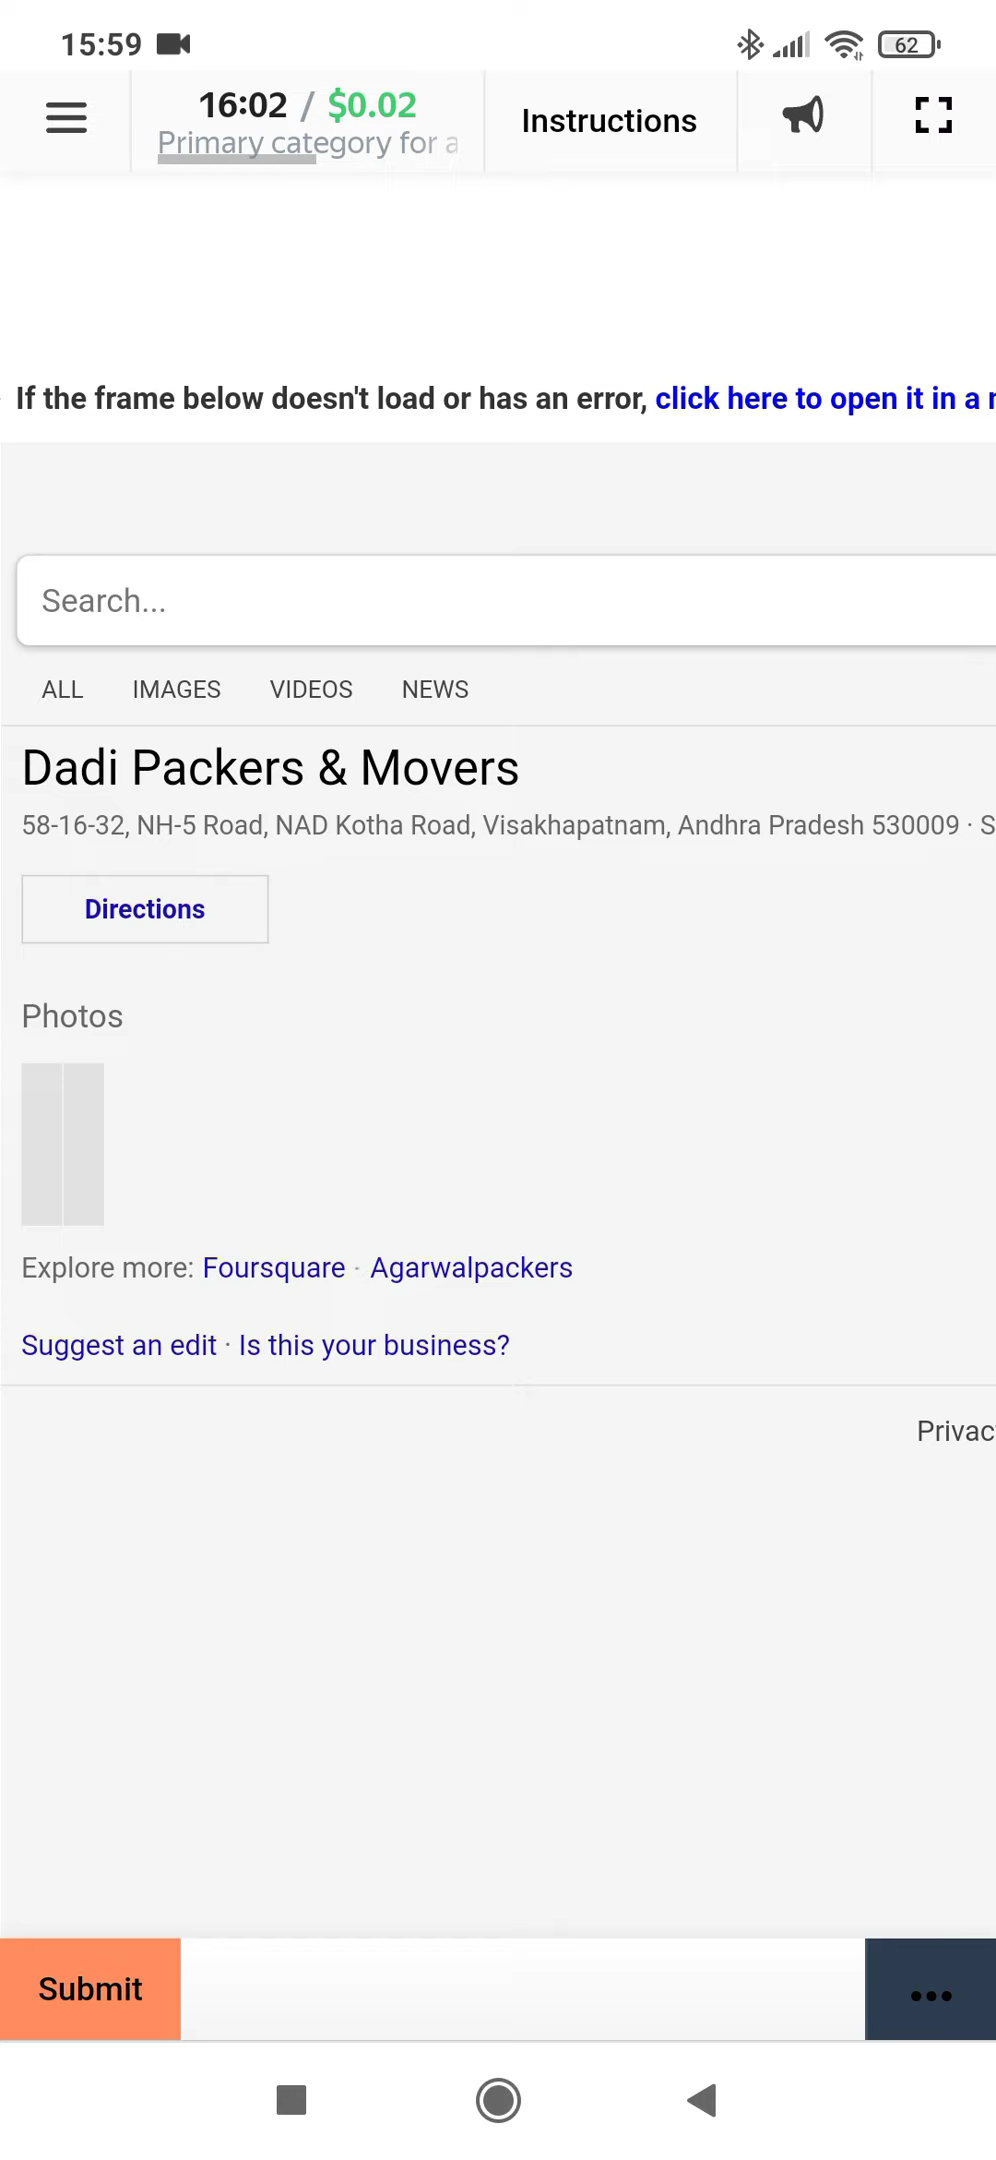 15:59
62
16:02 / $0.02
Primary category for a
Instructions
If the frame below doesn't load or has an error, click here to open it in a
Search...
ALL IMAGES VIDEOS NEWS
Dadi Packers & Movers
58-16-32, NH-5 Road, NAD Kotha Road, Visakhapatnam, Andhra Pradesh 530009 · S
Directions
Photos
Explore more: Foursquare · Agarwalpackers
Suggest an edit · Is this your business?
Privac
Submit